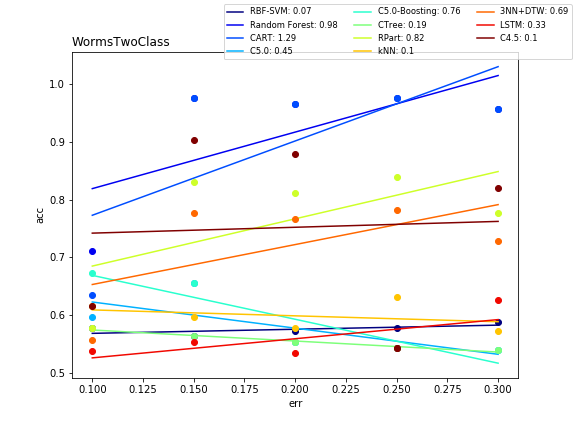 RBF-SVM: 0.07
Random Forest: 0.98
CART: 1.29
C5.0: 0.45
C5.0-Boosting: 0.76
CTree: 0.19
RPart: 0.82
kNN: 0.1
3NN+DTW: 0.69
LSTM: 0.33
C4.5: 0.1
WormsTwoClass
1.0
0.9
0.8
0.7
0.6
0.5
acc
0.100 0.125 0.150 0.175 0.200 0.225 0.250 0.275 0.300
err